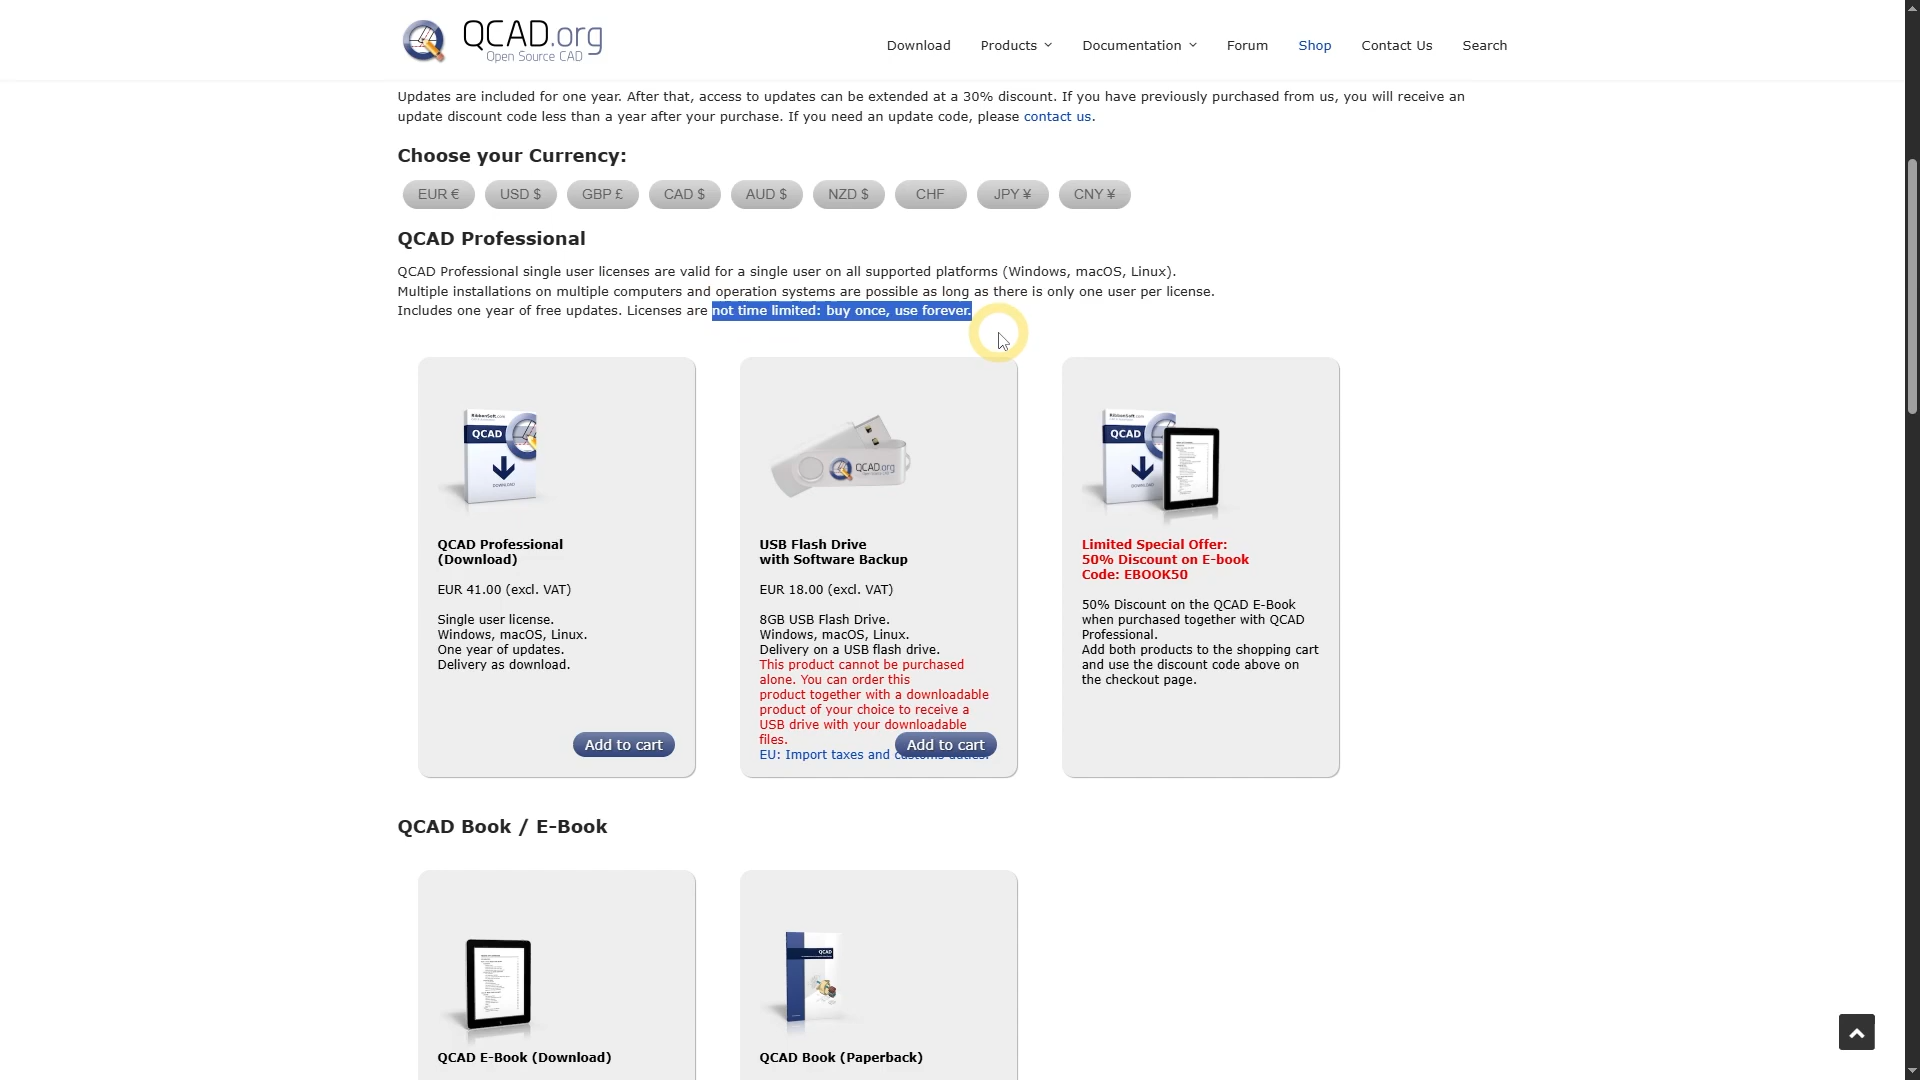 QCAD.org
Open Source CAD
Download
Products
Documentation
Forum
Shop
Contact Us
Search
Updates are included for one year. After that, access to updates can be extended at a 30% discount. If you have previously purchased from us, you will receive an
update discount code less than a year after your purchase. If you need an update code, please contact us.
Choose your Currency:
EUR €
USD $
GBP £
CAD $
AUD $
NZD $
CHF
JPY ¥
CNY ¥
QCAD Professional
QCAD Professional single user licenses are valid for a single user on all supported platforms (Windows, macOS, Linux).
Multiple installations on multiple computers and operation systems are possible as long as there is only one user per license.
Includes one year of free updates. Licenses are not time limited: buy once, use forever.
RibbonSoft.com
QCAD
DOWNLOAD
QCAD Professional
(Download)
EUR 41.00 (excl. VAT)
Single user license.
Windows, macOS, Linux.
One year of updates.
Delivery as download.
Add to cart
QCAD.org
USB Flash Drive
with Software Backup
EUR 18.00 (excl. VAT)
8GB USB Flash Drive.
Windows, macOS, Linux.
Delivery on a USB flash drive.
This product cannot be purchased
alone. You can order this
product together with a downloadable
product of your choice to receive a
USB drive with your downloadable
files.
EU: Import taxes and customs duties.
Add to cart
RibbonSoft.com
QCAD
DOWNLOAD
Limited Special Offer:
50% Discount on E-book
Code: EBOOK50
50% Discount on the QCAD E-Book
when purchased together with QCAD
Professional.
Add both products to the shopping cart
and use the discount code above on
the checkout page.
QCAD Book / E-Book
QCAD E-Book (Download)
QCAD
QCAD Book (Paperback)